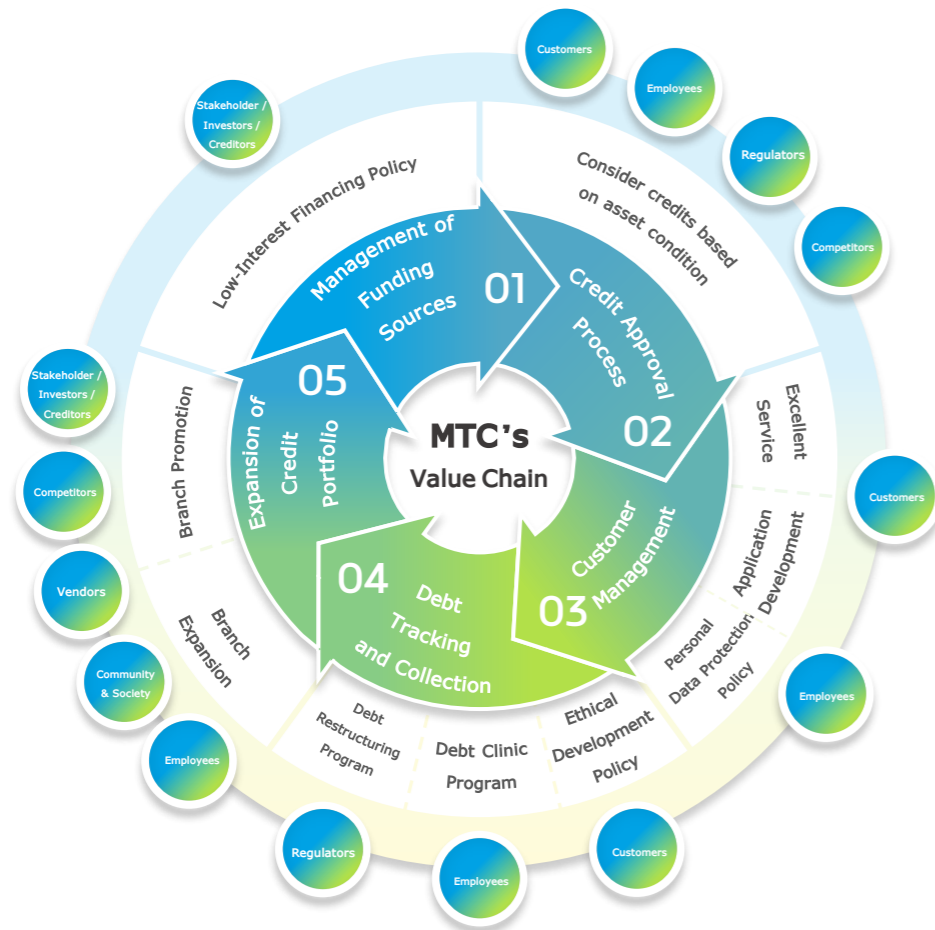 MTC's
Value Chain
01
Management of
Funding
Sources
Low-Interest Financing Policy
Stakeholder /
Investors /
Creditors
02
Credit Approval
Process
Consider credits based
on asset condition
Customers
Employees
Regulators
Competitors
03
Customer
Management
Excellent
Service
Application
Development
Personal
Data Protection
Policy
Customers
Employees
04
Debt
Tracking
and Collection
Ethical
Development
Policy
Debt Clinic
Program
Debt
Restructuring
Program
Customers
Employees
Regulators
05
Expansion of
Credit
Portfolio
Branch
Expansion
Branch Promotion
Employees
Community
& Society
Vendors
Competitors
Stakeholder /
Investors /
Creditors